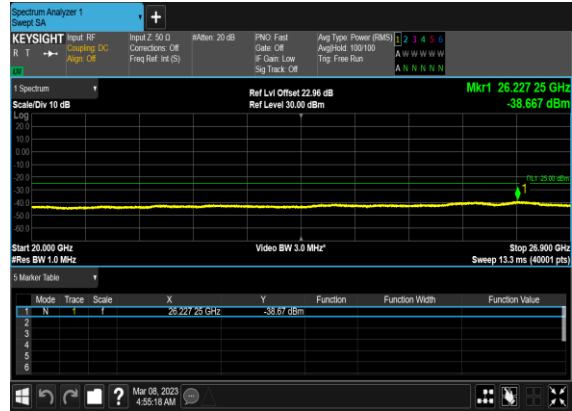 Spectrum Analyzer 1
Swept SA
+
KEYSIGHT Input: RF Input Z: 50 Ω #Atten: 20 dB PNO: Fast Avg Type: Power (RMS) 1 2 3 4 5 6
R T Coupling: DC Corrections: Off Gate: Off Avg|Hold: 100/100 A W W W W W
Align: Off Freq Ref: Int (S) IF Gain: Low Trig: Free Run
Sig Track: Off A N N N N N
1 Spectrum Ref Lvl Offset 22.96 dB Mkr1 26.227 25 GHz
Scale/Div 10 dB Ref Level 30.00 dBm -38.667 dBm
Log
20.0
10.0
0.00
-10.0
-20.0
DL1 -25.00 dBm
-30.0
1
-40.0
-50.0
-60.0
Start 20.000 GHz Video BW 3.0 MHz* Stop 26.900 GHz
#Res BW 1.0 MHz Sweep 13.3 ms (40001 pts)
5 Marker Table
Mode Trace Scale X Y Function Function Width Function Value
1 N 1 f 26.227 25 GHz -38.67 dBm
2
3
4
5
6
? Mar 08, 2023
4:55:18 AM